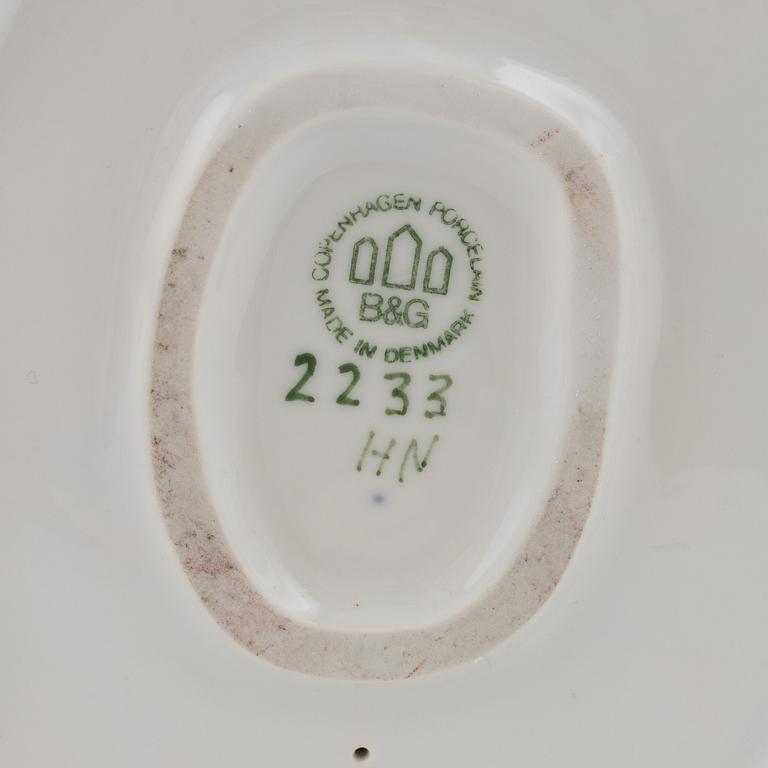 COPENHAGEN PORCELAIN
B&G
MADE IN DENMARK
2233
HN